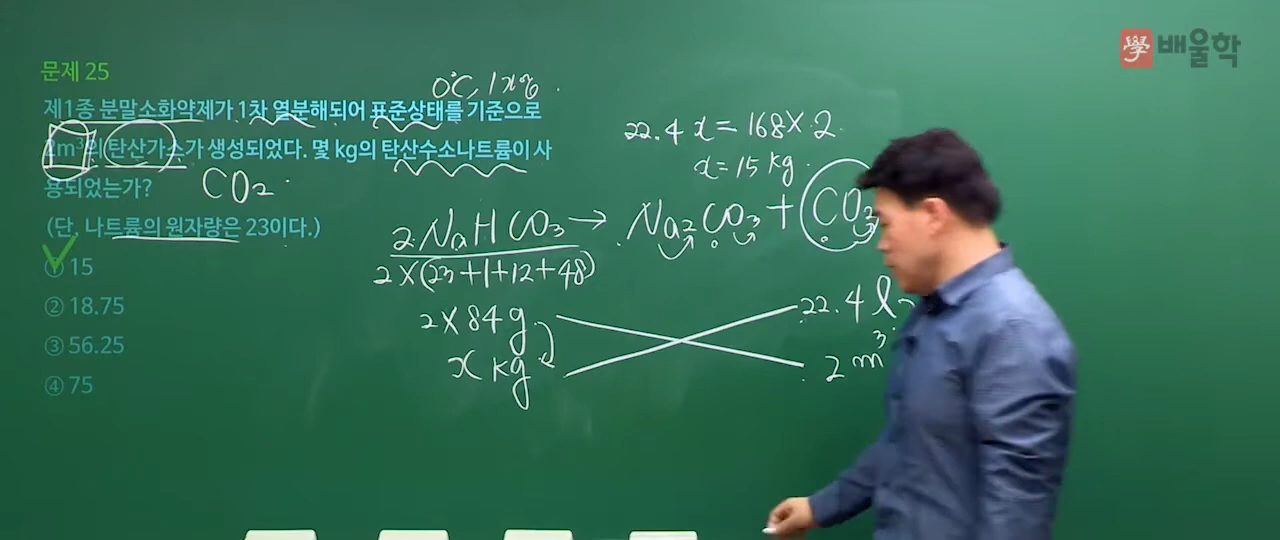 學 배울학
문제 25
0℃, 1기압.
제1종 분말소화약제가 1차 열분해되어 표준상태를 기준으로
2m³의 탄산가스가 생성되었다. 몇 kg의 탄산수소나트륨이 사
용되었는가?
CO₂.
(단, 나트륨의 원자량은 23이다.)
① 15
② 18.75
③ 56.25
④ 75
22.4 x = 168 × 2.
x = 15 kg.
2 NaHCO₃ → Na₂CO₃ + CO₂
2×(23+1+12+48)
2×84 g
22.4 l
x kg
2 m³